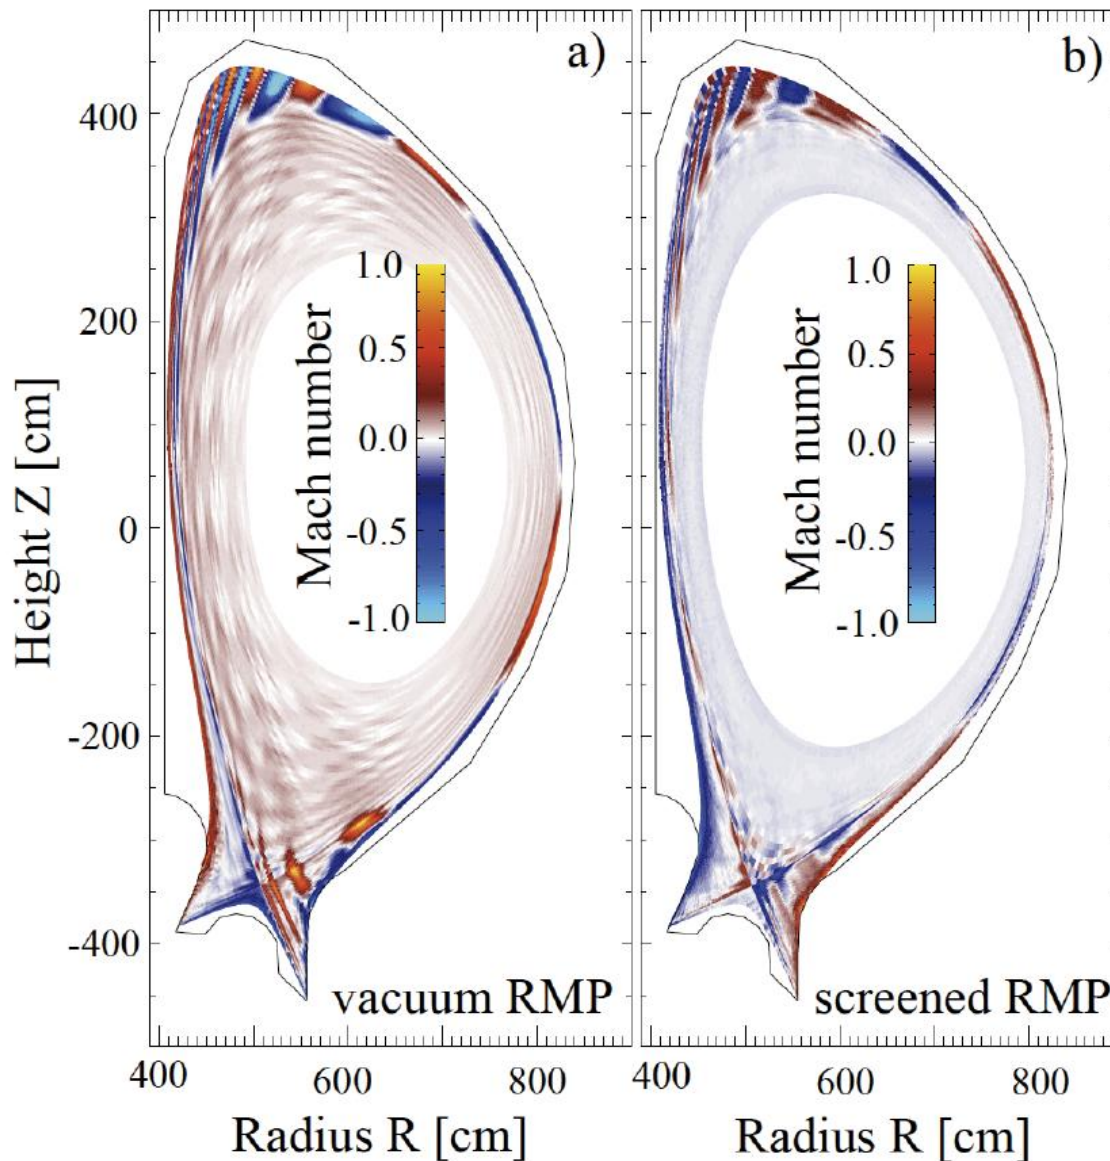 a)
b)
400
200
0
-200
-400
Height Z [cm]
Mach number
1.0
0.5
0.0
-0.5
-1.0
Mach number
1.0
0.5
0.0
-0.5
-1.0
vacuum RMP
screened RMP
400
600
800
400
600
800
Radius R [cm]
Radius R [cm]